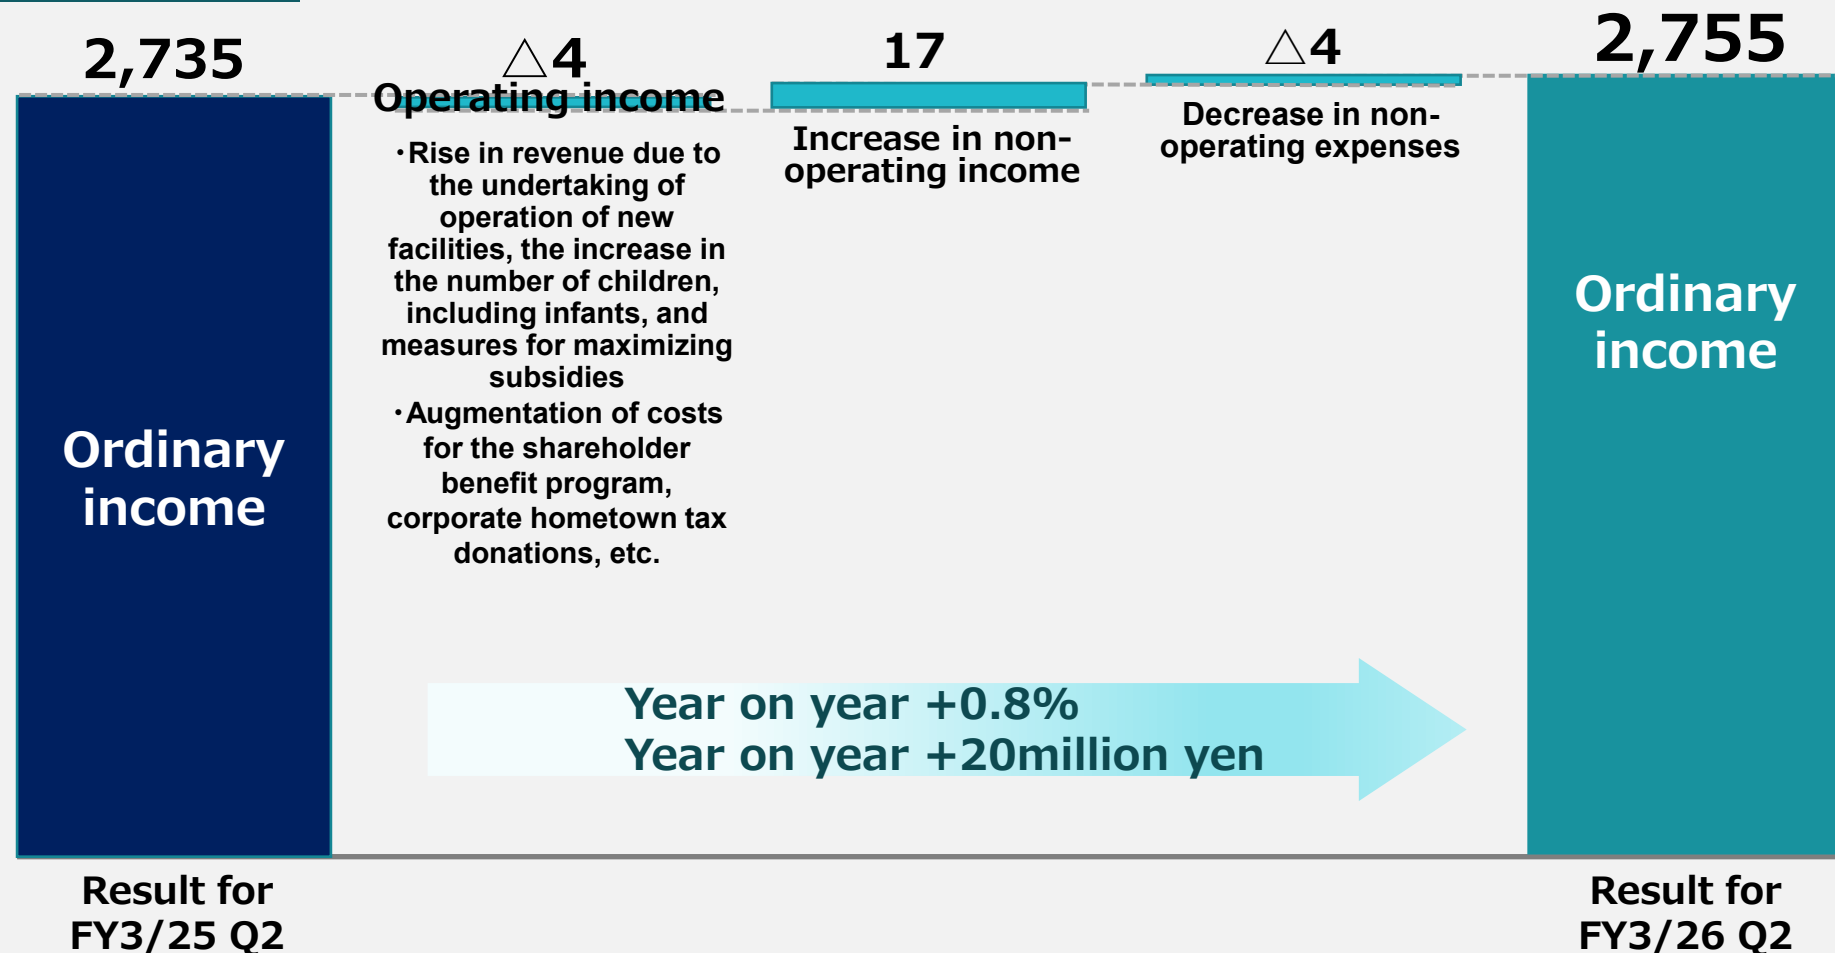 2,735
△4
17
△4
2,755
Operating income
・Rise in revenue due to
the undertaking of
operation of new
facilities, the increase in
the number of children,
including infants, and
measures for maximizing
subsidies
・Augmentation of costs
for the shareholder
benefit program,
corporate hometown tax
donations, etc.
Increase in non-
operating income
Decrease in non-
operating expenses
Ordinary
income
Ordinary
income
Year on year +0.8%
Year on year +20million yen
Result for
FY3/25 Q2
Result for
FY3/26 Q2